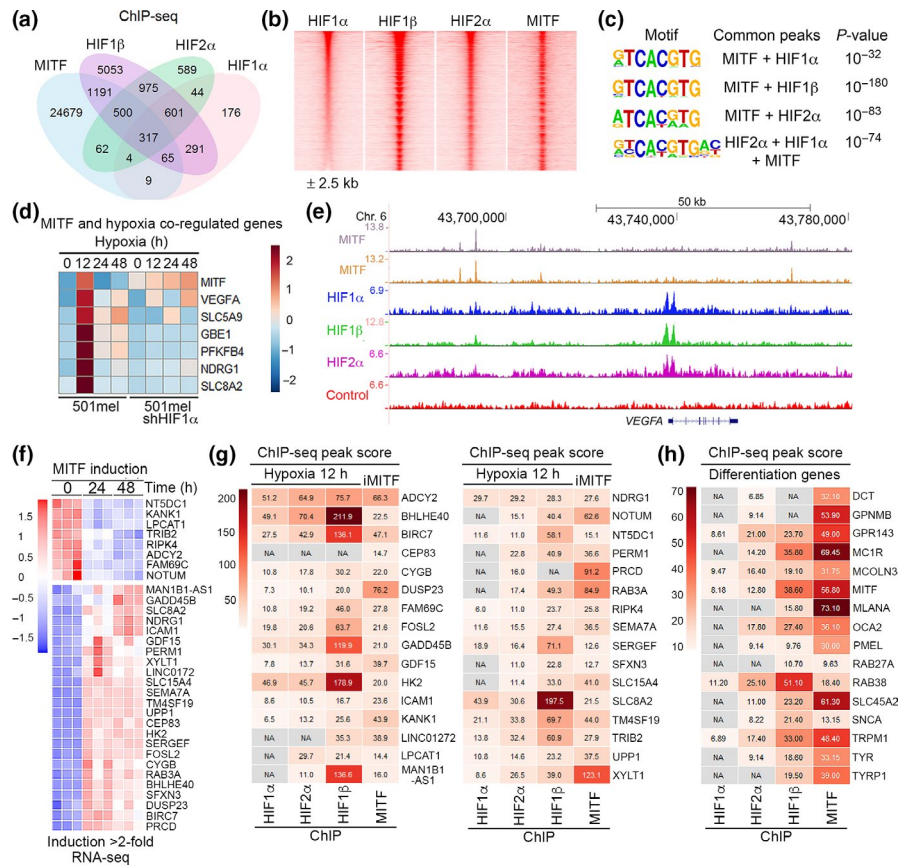 (a)
ChIP-seq
HIF1β
HIF2α
MITF
HIF1α
5053
589
1191
975
44
24679
500
601
176
317
62
4
65
291
9
(b)
HIF1α HIF1β HIF2α MITF
± 2.5 kb
(c)
Motif Common peaks P-value
MITF + HIF1α 10−32
MITF + HIF1β 10−180
MITF + HIF2α 10−83
HIF2α + HIF1α + MITF 10−74
(d)
MITF and hypoxia co-regulated genes
Hypoxia (h)
0 12 24 48 0 12 24 48
MITF
VEGFA
SLC5A9
GBE1
PFKFB4
NDRG1
SLC8A2
2
1
0
−1
−2
501mel
501mel shHIF1α
(e)
50 kb
Chr. 6 43,700,000 43,740,000 43,780,000
13.8
MITF
13.2
MITF
6.9
HIF1α
12.8
HIF1β
6.6
HIF2α
6.6
Control
VEGFA
(f)
MITF induction
0 24 48 Time (h)
1.5
1
0.5
0
−0.5
−1
−1.5
NT5DC1
KANK1
LPCAT1
TRIB2
RIPK4
ADCY2
FAM69C
NOTUM
MAN1B1-AS1
GADD45B
SLC8A2
NDRG1
ICAM1
GDF15
PERM1
XYLT1
LINC0172
SLC15A4
SEMA7A
TM4SF19
UPP1
CEP83
HK2
SERGEF
FOSL2
CYGB
RAB3A
BHLHE40
SFXN3
DUSP23
BIRC7
PRCD
Induction >2-fold
RNA-seq
(g)
ChIP-seq peak score
Hypoxia 12 h iMITF
200
150
100
50
51.2 64.9 75.7 66.3 ADCY2
49.1 70.4 211.9 22.5 BHLHE40
27.5 42.9 136.1 47.1 BIRC7
NA NA NA 14.7 CEP83
10.8 17.8 30.2 22.0 CYGB
7.3 10.1 20.0 76.2 DUSP23
10.8 19.2 46.0 27.8 FAM69C
19.8 20.6 63.7 21.6 FOSL2
30.1 34.3 119.9 21.0 GADD45B
7.8 13.7 31.6 39.7 GDF15
46.9 45.7 178.9 20.0 HK2
8.6 10.5 16.7 23.6 ICAM1
6.5 13.2 25.6 43.9 KANK1
NA NA 35.3 38.9 LINC01272
NA 29.7 21.4 14.4 LPCAT1
NA 11.0 136.6 16.0 MAN1B1 -AS1
HIF1α HIF2α HIF1β MITF
ChIP
ChIP-seq peak score
Hypoxia 12 h iMITF
29.7 29.2 28.3 27.6 NDRG1
NA 15.1 40.4 62.6 NOTUM
11.6 11.0 58.1 15.1 NT5DC1
NA 22.8 40.9 36.6 PERM1
NA 16.0 NA 91.2 PRCD
NA 17.4 49.3 84.9 RAB3A
6.0 11.0 23.7 25.8 RIPK4
12.6 14.8 33.2 37.6 SEMA7A
18.9 16.4 71.1 12.6 SERGEF
NA 11.0 22.8 12.7 SFXN3
NA 11.4 33.0 41.0 SLC15A4
43.9 30.6 197.5 21.5 SLC8A2
21.1 33.8 69.7 44.0 TM4SF19
13.8 32.4 60.9 27.9 TRIB2
10.8 14.6 23.2 37.5 UPP1
8.6 26.5 39.0 123.1 XYLT1
HIF1α HIF2α HIF1β MITF
ChIP
(h)
ChIP-seq peak score
Differentiation genes
70
60
50
40
30
20
10
NA 6.85 NA 32.10 DCT
NA 9.14 NA 53.90 GPNMB
8.61 21.00 23.70 49.00 GPR143
NA 14.20 35.80 69.45 MC1R
9.47 16.40 19.10 31.75 MCOLN3
8.18 12.80 38.60 56.80 MITF
NA NA 15.80 73.10 MLANA
NA 17.80 27.40 36.10 OCA2
NA 9.14 9.76 30.00 PMEL
NA NA 10.70 9.63 RAB27A
11.20 25.10 51.10 18.40 RAB38
NA 11.00 23.20 61.30 SLC45A2
NA 8.22 21.40 13.15 SNCA
6.89 17.40 33.00 48.40 TRPM1
NA 9.14 18.60 33.15 TYR
NA NA 19.50 39.00 TYRP1
HIF1α HIF2α HIF1β MITF
ChIP